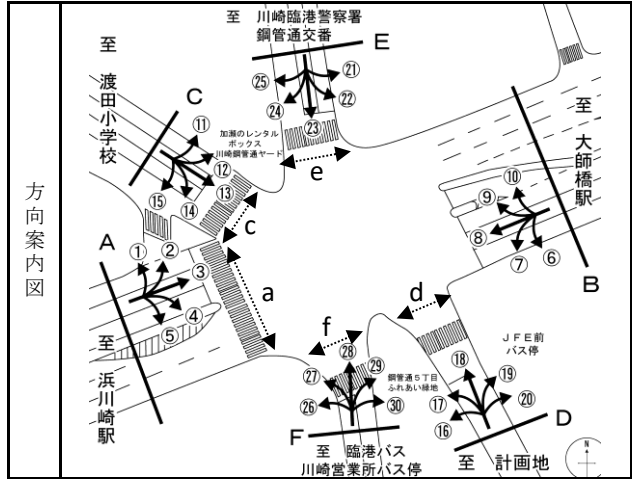 方向案内図
至 川崎臨港警察署
鋼管通交番
E
至 渡田小学校
C
加瀬のレンタル
ボックス
川崎鋼管通ヤード
㉕
㉑
㉔
㉒
㉓
e
至 大師橋駅
⑪
⑫
⑬
⑭
⑮
c
⑩
⑨
⑧
⑦
⑥
B
A
①
②
③
④
⑤
a
至 浜川崎駅
d
f
JFE前
バス停
㉘
㉙
㉗
㉖
㉚
鋼管通5丁目
ふれあい緑地
⑱
⑲
⑰
⑳
⑯
D
F
至 臨港バス
川崎営業所バス停
至 計画地
N